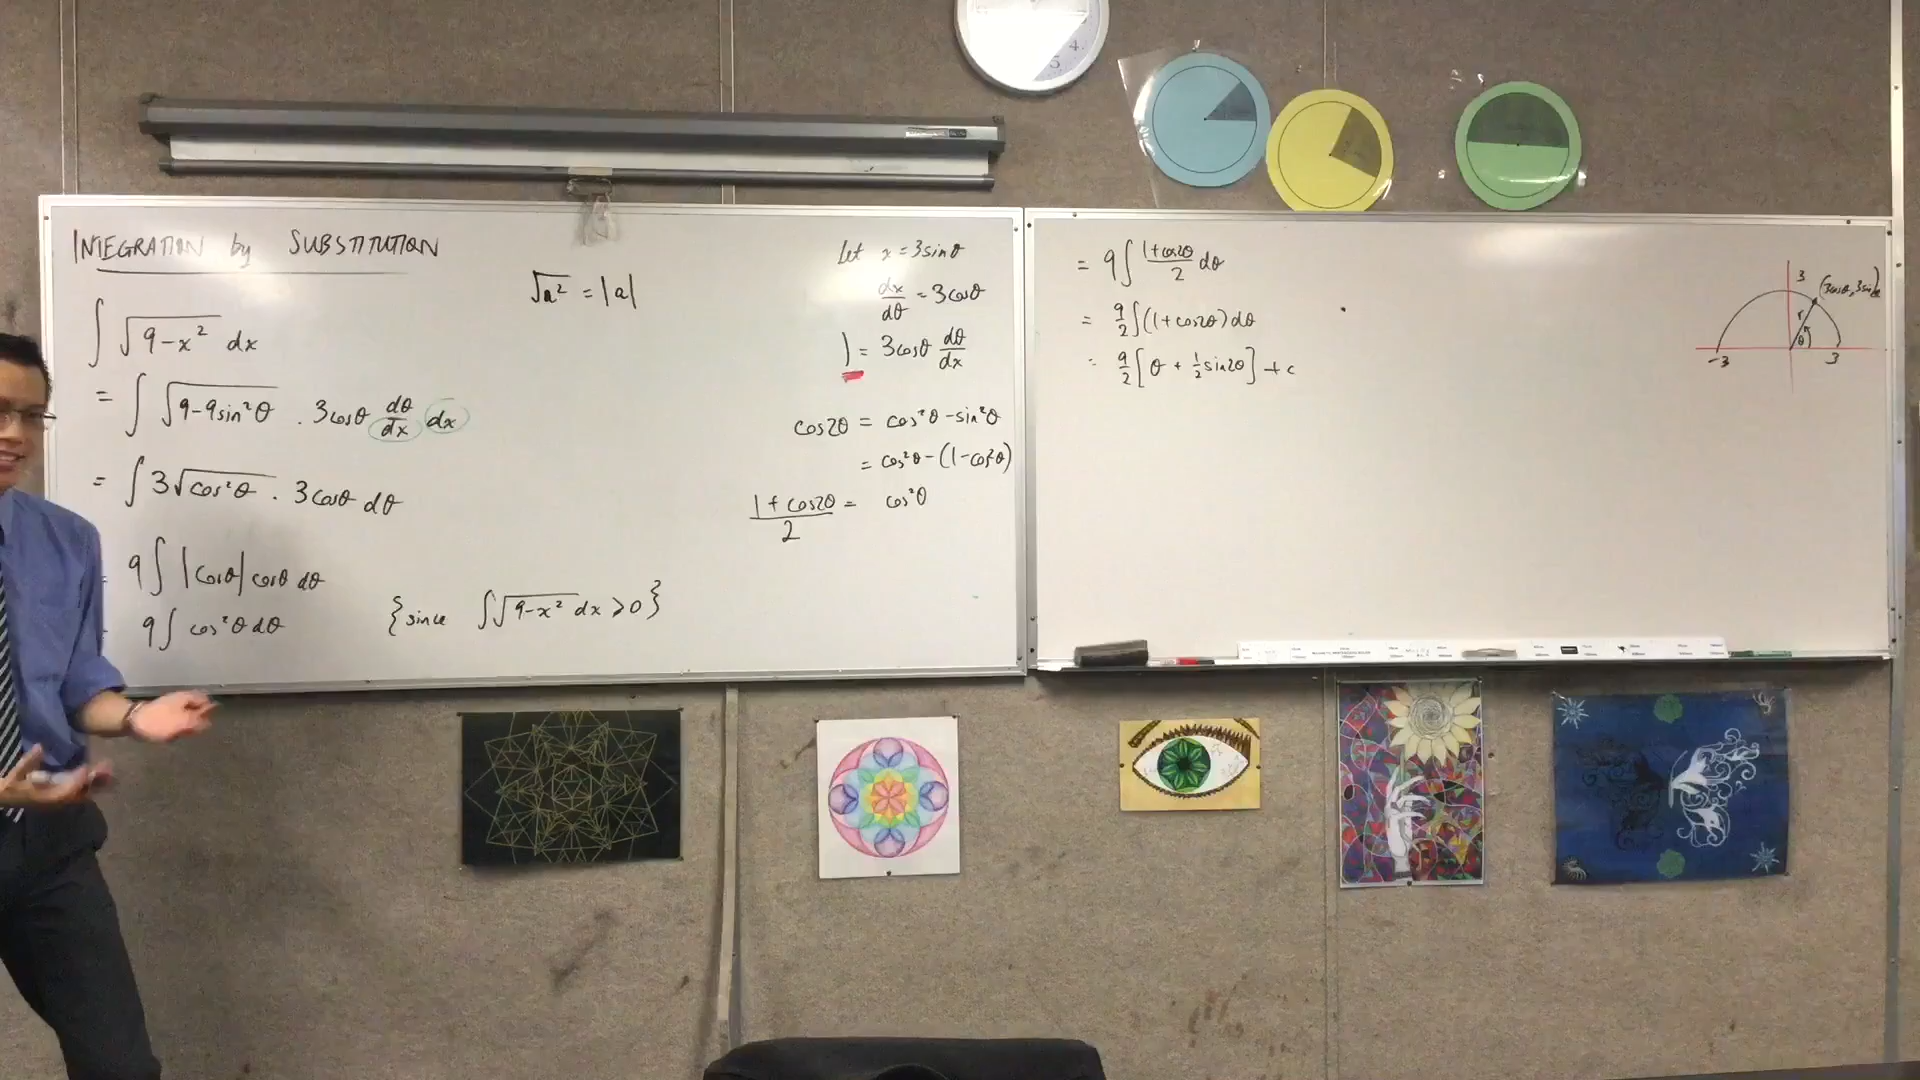 INTEGRATION by SUBSTITUTION
∫ √(9-x²) dx
= ∫ √(9-9sin²θ) . 3cosθ dθ/dx dx
= ∫ 3√(cos²θ) . 3cosθ dθ
= 9∫ |cosθ| cosθ dθ
= 9∫ cos²θ dθ {since ∫√(9-x²) dx ≥ 0}
√a² = |a|
Let x = 3sinθ
dx/dθ = 3cosθ
1 = 3cosθ dθ/dx
cos2θ = cos²θ - sin²θ
= cos²θ - (1-cos²θ)
(1 + cos2θ)/2 = cos²θ
= 9∫ (1+cos2θ)/2 dθ
= 9/2 ∫(1+cos2θ) dθ
= 9/2 [θ + 1/2 sin2θ] + c
3
(3cosθ, 3sinθ)
r
θ
-3
3